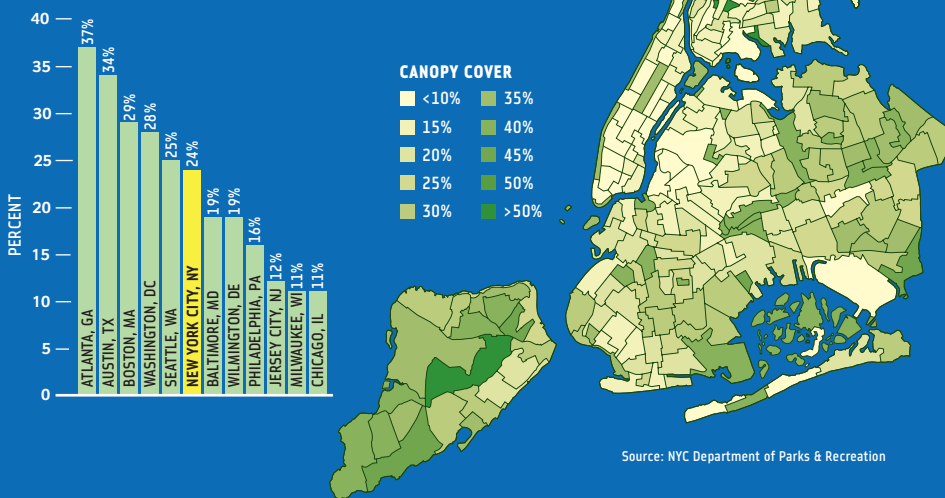 PERCENT
40
35
30
25
20
15
10
5
0
37%
34%
29%
28%
25%
24%
19%
19%
16%
12%
11%
11%
ATLANTA, GA
AUSTIN, TX
BOSTON, MA
WASHINGTON, DC
SEATTLE, WA
NEW YORK CITY, NY
BALTIMORE, MD
WILMINGTON, DE
PHILADELPHIA, PA
JERSEY CITY, NJ
MILWAUKEE, WI
CHICAGO, IL
CANOPY COVER
<10%
15%
20%
25%
30%
35%
40%
45%
50%
>50%
Source: NYC Department of Parks & Recreation